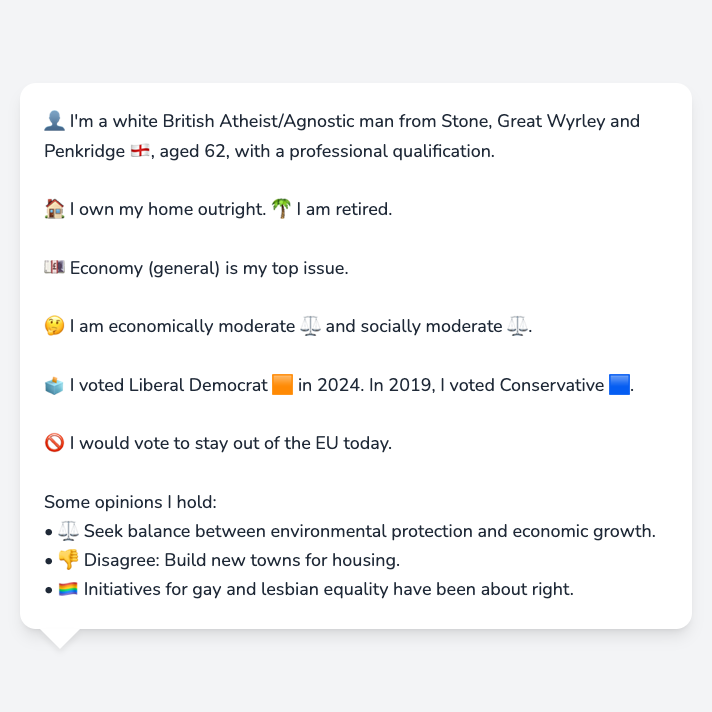 👤 I'm a white British Atheist/Agnostic man from Stone, Great Wyrley and
Penkridge 🏴󠁧󠁢󠁥󠁮󠁧󠁿, aged 62, with a professional qualification.
🏠 I own my home outright. 🌴 I am retired.
💷 Economy (general) is my top issue.
🤔 I am economically moderate ⚖️ and socially moderate ⚖️.
🗳️ I voted Liberal Democrat 🟧 in 2024. In 2019, I voted Conservative 🟦.
🚫 I would vote to stay out of the EU today.
Some opinions I hold:
• ⚖️ Seek balance between environmental protection and economic growth.
• 👎 Disagree: Build new towns for housing.
• 🏳️‍🌈 Initiatives for gay and lesbian equality have been about right.